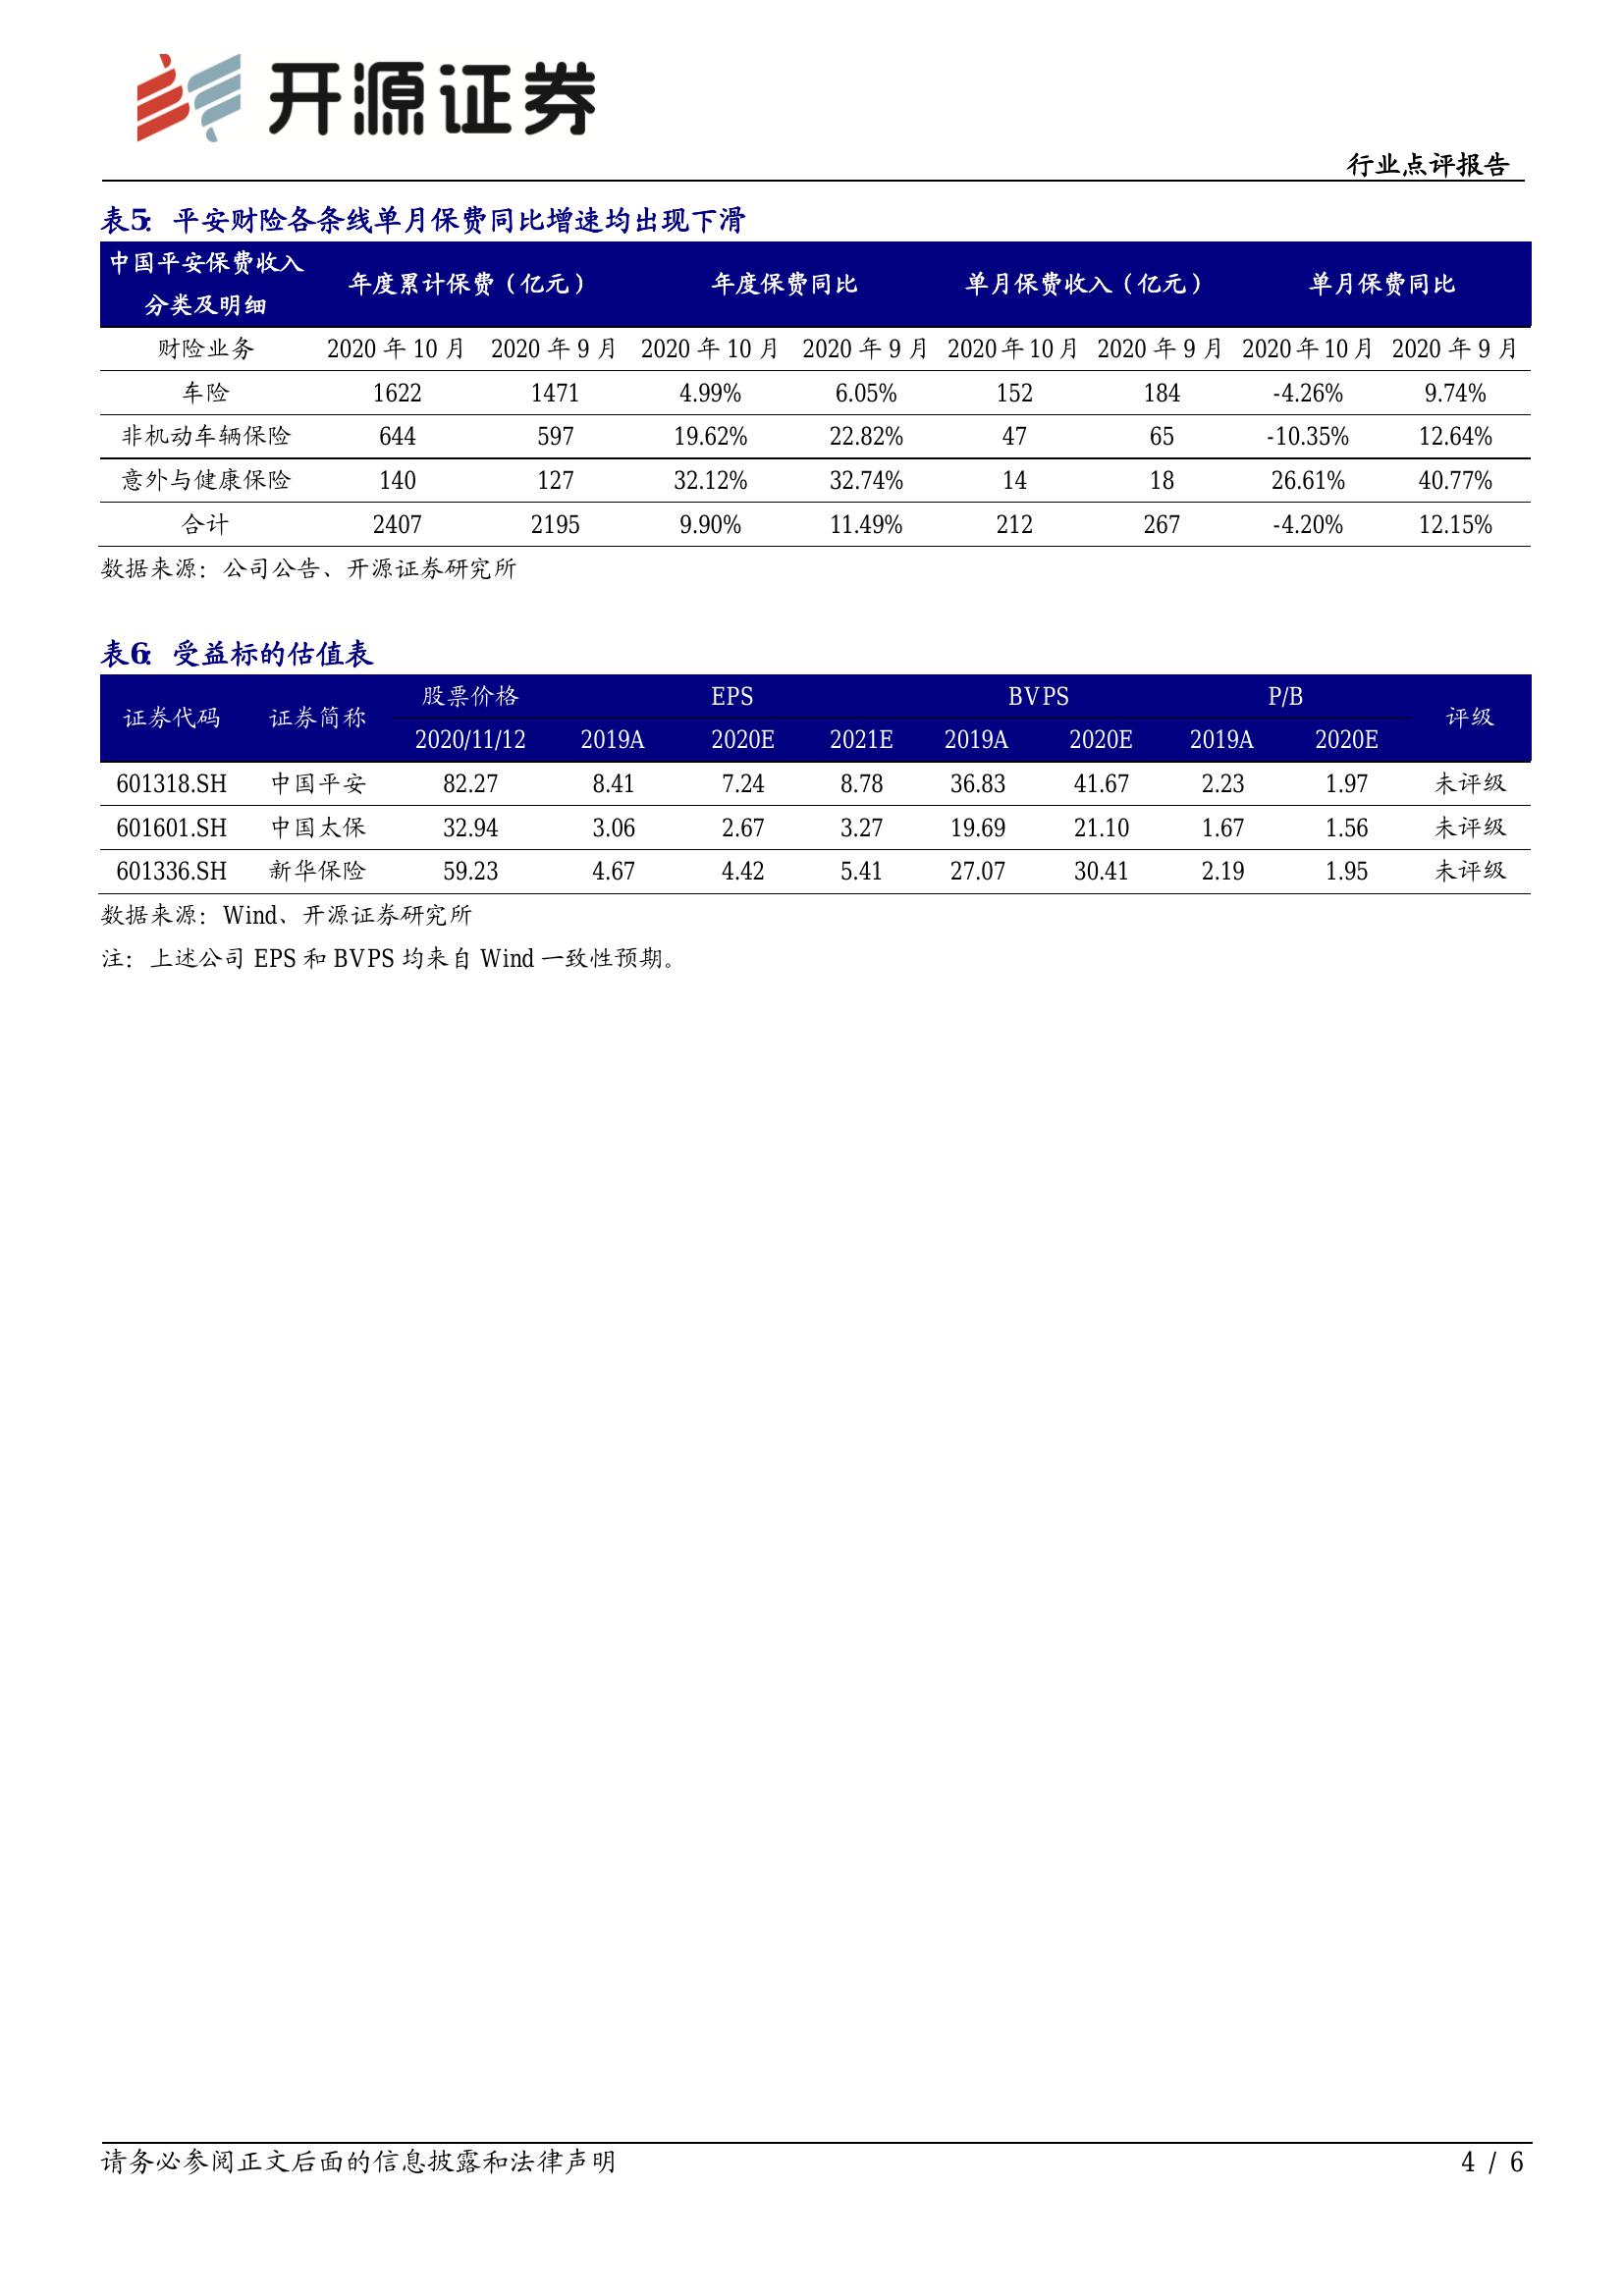 开源证券
行业点评报告
表5：平安财险各条线单月保费同比增速均出现下滑
中国平安保费收入分类及明细 年度累计保费（亿元） 年度保费同比 单月保费收入（亿元） 单月保费同比
财险业务 2020年10月 2020年9月 2020年10月 2020年9月 2020年10月 2020年9月 2020年10月 2020年9月
车险 1622 1471 4.99% 6.05% 152 184 -4.26% 9.74%
非机动车辆保险 644 597 19.62% 22.82% 47 65 -10.35% 12.64%
意外与健康保险 140 127 32.12% 32.74% 14 18 26.61% 40.77%
合计 2407 2195 9.90% 11.49% 212 267 -4.20% 12.15%
数据来源：公司公告、开源证券研究所
表6：受益标的估值表
证券代码 证券简称 股票价格 EPS BVPS P/B 评级
2020/11/12 2019A 2020E 2021E 2019A 2020E 2019A 2020E
601318.SH 中国平安 82.27 8.41 7.24 8.78 36.83 41.67 2.23 1.97 未评级
601601.SH 中国太保 32.94 3.06 2.67 3.27 19.69 21.10 1.67 1.56 未评级
601336.SH 新华保险 59.23 4.67 4.42 5.41 27.07 30.41 2.19 1.95 未评级
数据来源：Wind、开源证券研究所
注：上述公司 EPS 和 BVPS 均来自 Wind 一致性预期。
请务必参阅正文后面的信息披露和法律声明 4 / 6